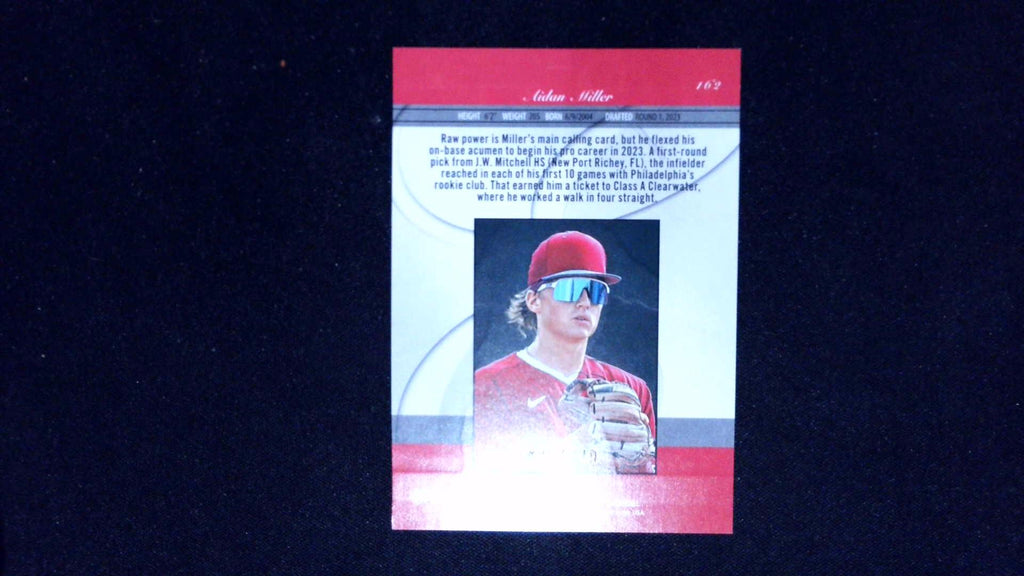 162
Aidan Miller
HEIGHT 6'2" WEIGHT 205 BORN 6/9/2004 DRAFTED ROUND 1, 2023
Raw power is Miller's main calling card, but he flexed his
on-base acumen to begin his pro career in 2023. A first-round
pick from J.W. Mitchell HS (New Port Richey, FL), the infielder
reached in each of his first 10 games with Philadelphia's
rookie club. That earned him a ticket to Class A Clearwater,
where he worked a walk in four straight.